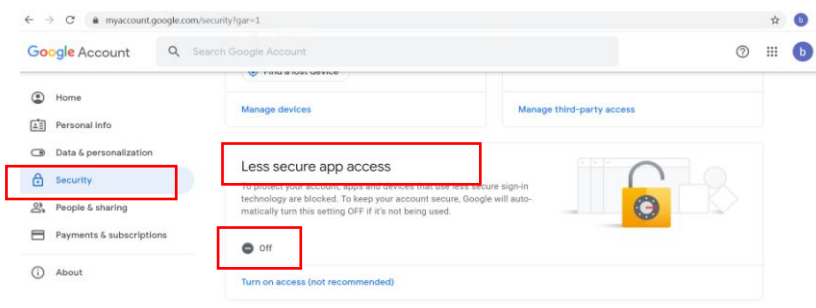 myaccount.google.com/security?gar=1
b
Google Account
Search Google Account
b
Find a lost device
Home
Manage devices
Manage third-party access
Personal info
Data & personalization
Less secure app access
Security
To protect your account, apps and devices that use less secure sign-in
People & sharing
technology are blocked. To keep your account secure, Google will auto-
matically turn this setting OFF if it's not being used.
Payments & subscriptions
Off
About
Turn on access (not recommended)